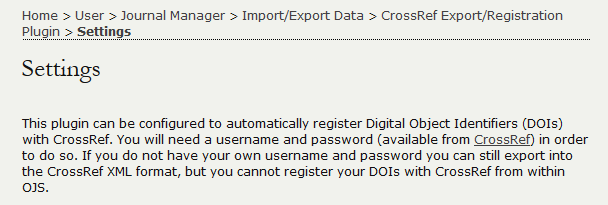 Home > User > Journal Manager > Import/Export Data > CrossRef Export/Registration
Plugin > Settings
Settings
This plugin can be configured to automatically register Digital Object Identifiers (DOIs)
with CrossRef. You will need a username and password (available from CrossRef) in order
to do so. If you do not have your own username and password you can still export into
the CrossRef XML format, but you cannot register your DOIs with CrossRef from within
OJS.